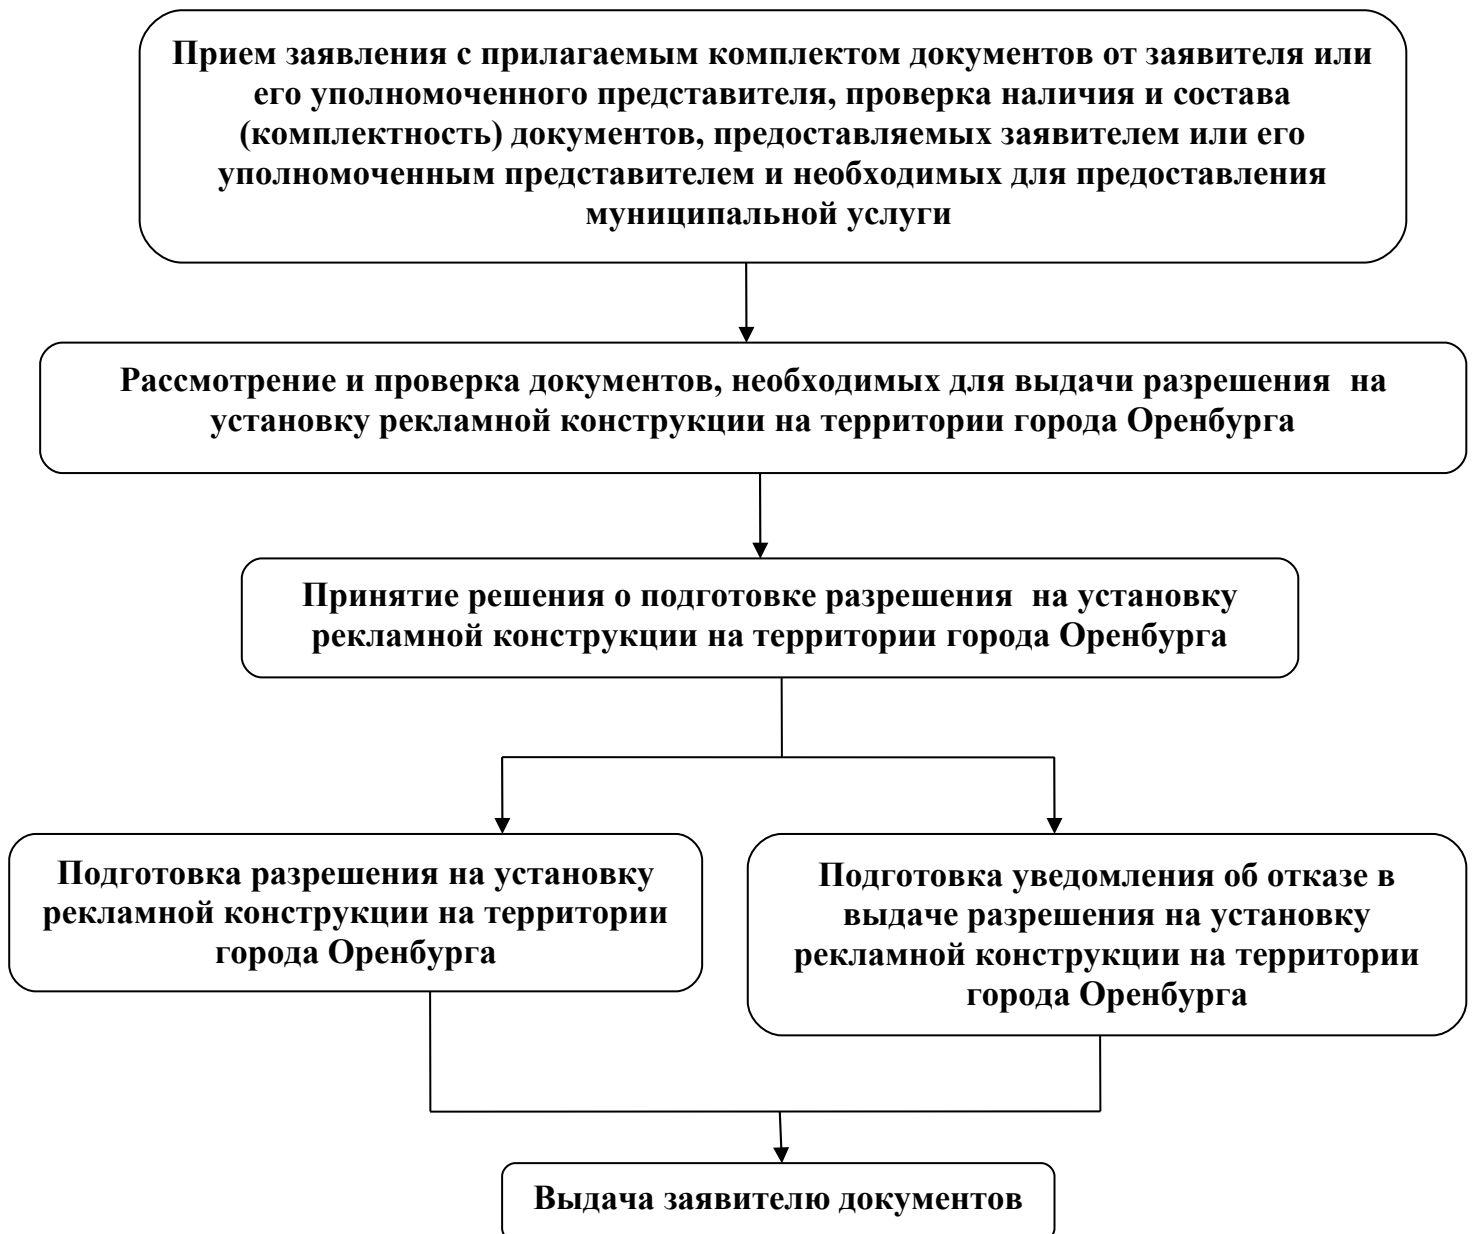 Прием заявления с прилагаемым комплектом документов от заявителя или
его уполномоченного представителя, проверка наличия и состава
(комплектность) документов, предоставляемых заявителем или его
уполномоченным представителем и необходимых для предоставления
муниципальной услуги
Рассмотрение и проверка документов, необходимых для выдачи разрешения  на
установку рекламной конструкции на территории города Оренбурга
Принятие решения о подготовке разрешения  на установку
рекламной конструкции на территории города Оренбурга
Подготовка разрешения на установку
рекламной конструкции на территории
города Оренбурга
Подготовка уведомления об отказе в
выдаче разрешения на установку
рекламной конструкции на территории
города Оренбурга
Выдача заявителю документов